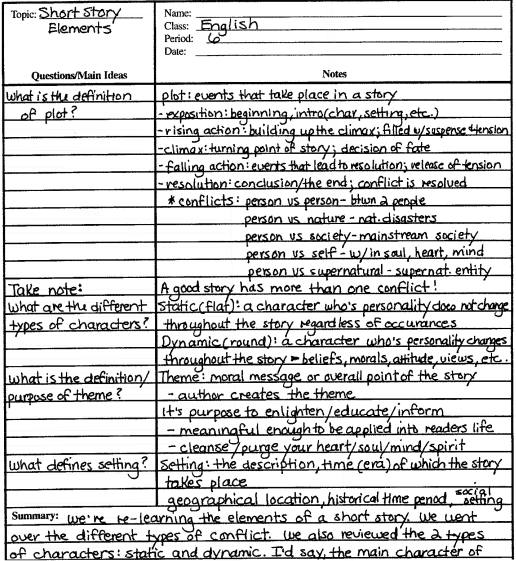 Topic: Short Story
Elements
Name:
Class: English
Period: 6
Date:
Questions/Main Ideas
Notes
What is the definition
of plot?
plot: events that take place in a story
- exposition: beginning, intro (char, setting, etc.)
- rising action: building up the climax; filled w/suspense & tension
- climax: turning point of story; decision of fate
- falling action: events that lead to resolution; release of tension
- resolution: conclusion/the end; conflict is resolved
* conflicts: person vs person - btwn 2 people
person vs nature - nat. disasters
person vs society - mainstream society
person vs self - w/in soul, heart, mind
person vs supernatural - supernat. entity
Take note:
A good story has more than one conflict!
What are the different
types of characters?
Static (flat): a character who's personality does not change
throughout the story regardless of occurances
Dynamic (round): a character who's personality changes
throughout the story - beliefs, morals, attitude, views, etc.
What is the definition/
purpose of theme?
Theme: moral message or overall point of the story
- author creates the theme
It's purpose to enlighten/educate/inform
- meaningful enough to be applied into readers life
- cleanse/purge your heart/soul/mind/spirit
What defines setting?
Setting: the description, time (era) of which the story
takes place
geographical location, historical time period, social setting
Summary: We're re-learning the elements of a short story. We went
over the different types of conflict. We also reviewed the 2 types
of characters: static and dynamic. I'd say, the main character of